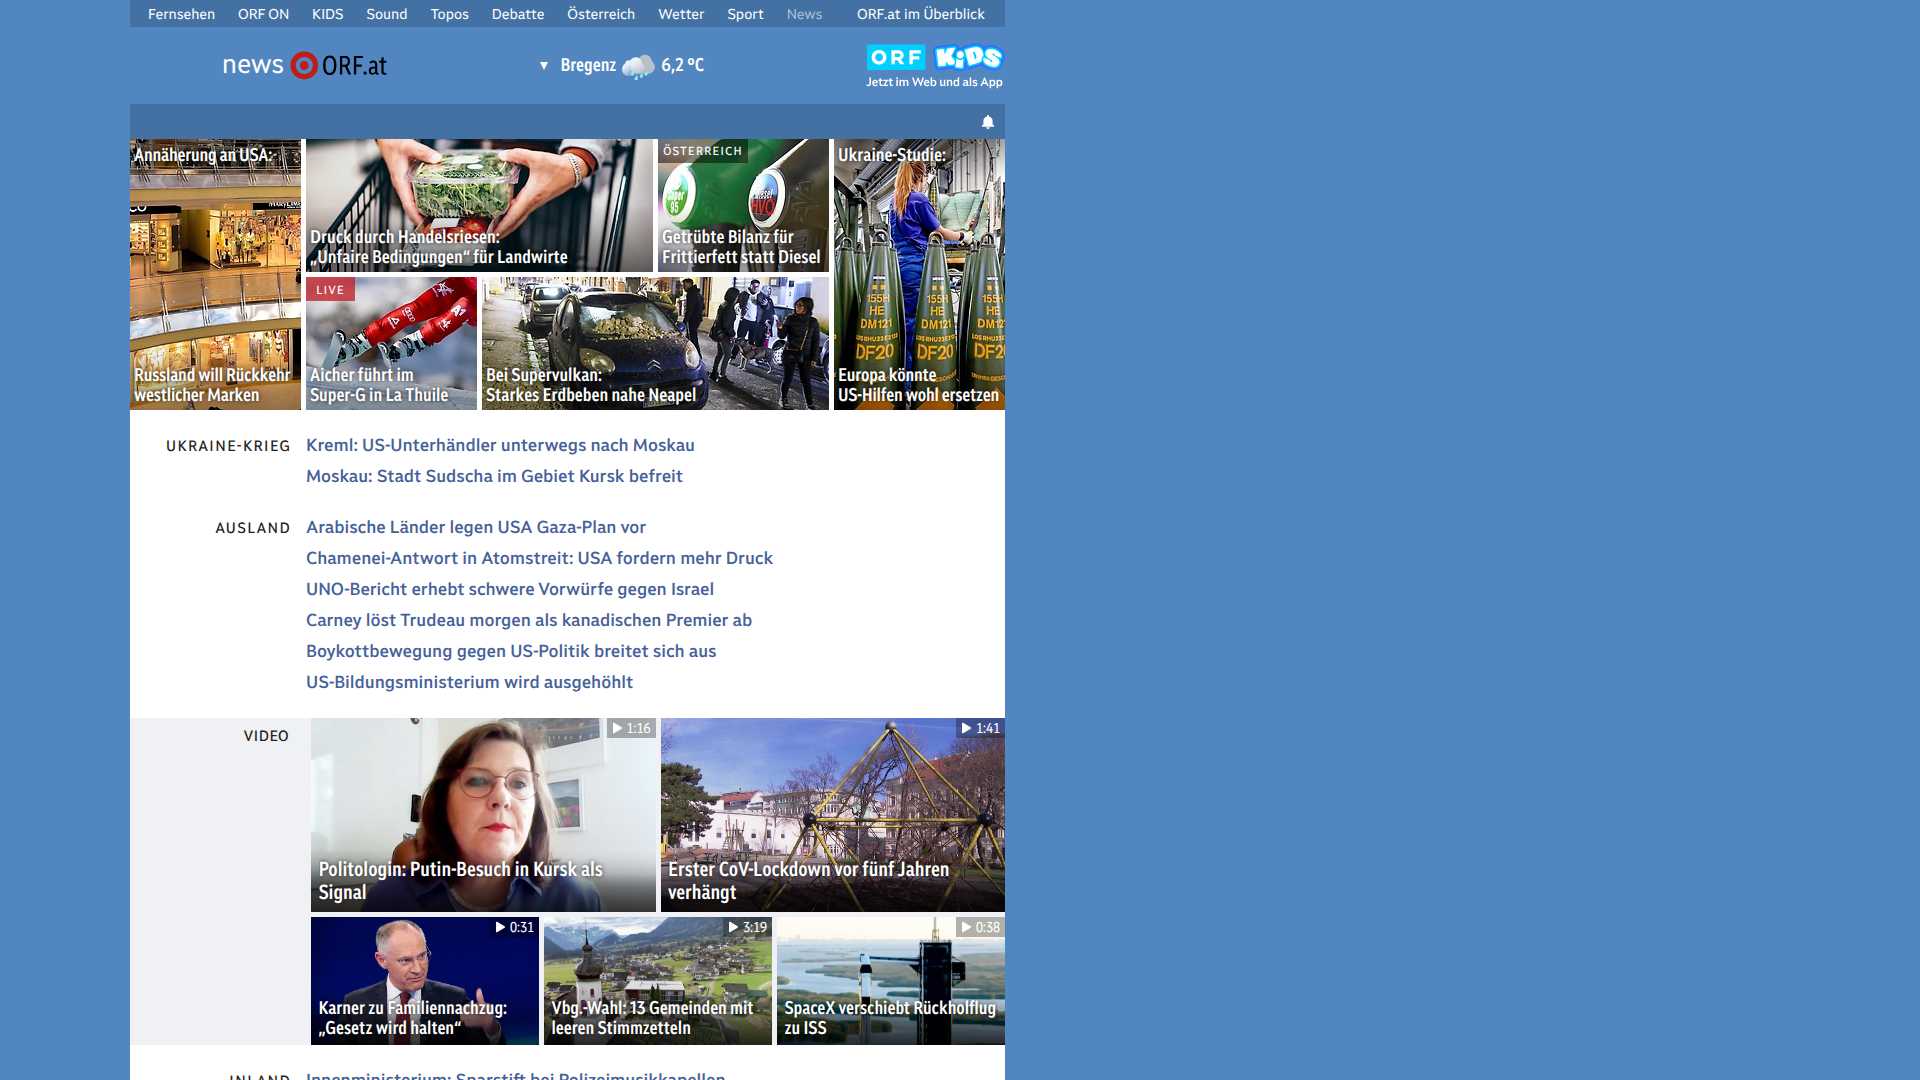 Fernsehen ORF ON KIDS Sound Topos Debatte Österreich Wetter Sport News ORF.at im Überblick
news ORF.at
Bregenz 6,2 °C
ORF KiDS
Jetzt im Web und als App
Annäherung an USA:
Russland will Rückkehr
westlicher Marken
Druck durch Handelsriesen:
„Unfaire Bedingungen“ für Landwirte
ÖSTERREICH
Getrübte Bilanz für
Frittierfett statt Diesel
Ukraine-Studie:
155H
HE
DM121
DF20
155H
HE
DM121
DF20
Europa könnte
US-Hilfen wohl ersetzen
LIVE
Aicher führt im
Super-G in La Thuile
Bei Supervulkan:
Starkes Erdbeben nahe Neapel
UKRAINE-KRIEG
Kreml: US-Unterhändler unterwegs nach Moskau
Moskau: Stadt Sudscha im Gebiet Kursk befreit
AUSLAND
Arabische Länder legen USA Gaza-Plan vor
Chamenei-Antwort in Atomstreit: USA fordern mehr Druck
UNO-Bericht erhebt schwere Vorwürfe gegen Israel
Carney löst Trudeau morgen als kanadischen Premier ab
Boykottbewegung gegen US-Politik breitet sich aus
US-Bildungsministerium wird ausgehöhlt
VIDEO
1:16
Politologin: Putin-Besuch in Kursk als
Signal
1:41
Erster CoV-Lockdown vor fünf Jahren
verhängt
0:31
Karner zu Familiennachzug:
„Gesetz wird halten“
3:19
Vbg.-Wahl: 13 Gemeinden mit
leeren Stimmzetteln
0:38
SpaceX verschiebt Rückholflug
zu ISS
INLAND
Innenministerium: Sparstift bei Polizeimusikkapellen